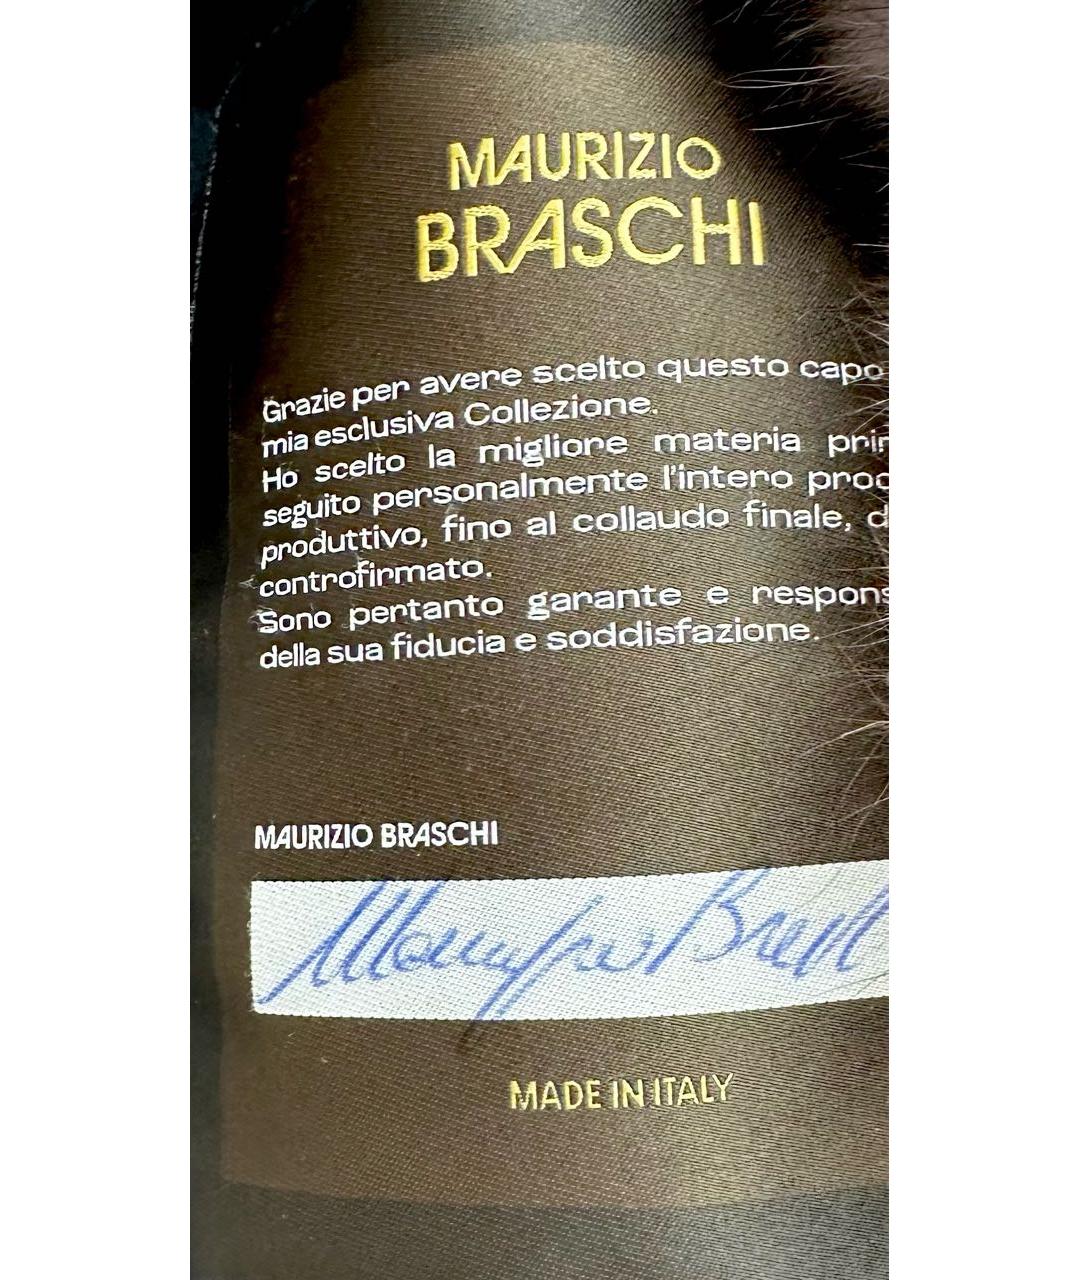 MAURIZIO
BRASCHI
Grazie per avere scelto questo capo
mia esclusiva Collezione.
Ho scelto la migliore materia
seguito personalmente l'intero
produttivo, fino al collaudo finale,
controfirmato.
Sono pertanto garante e
della sua fiducia e soddisfazione.
MAURIZIO BRASCHI
MADE IN ITALY